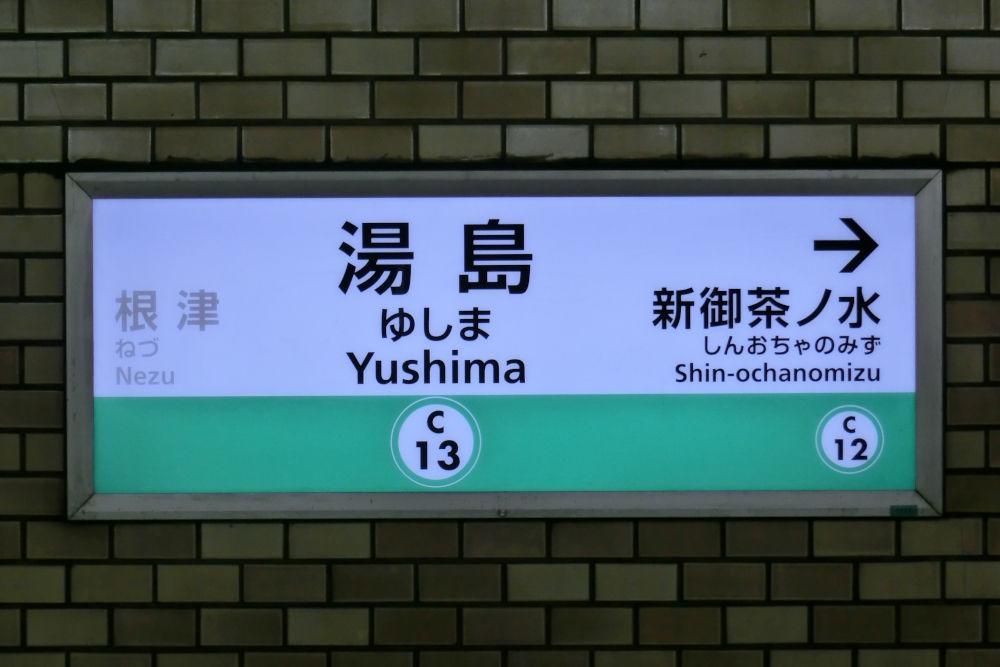 根津
ねづ
Nezu
湯島
ゆしま
Yushima
C
13
→
新御茶ノ水
しんおちゃのみず
Shin-ochanomizu
C
12